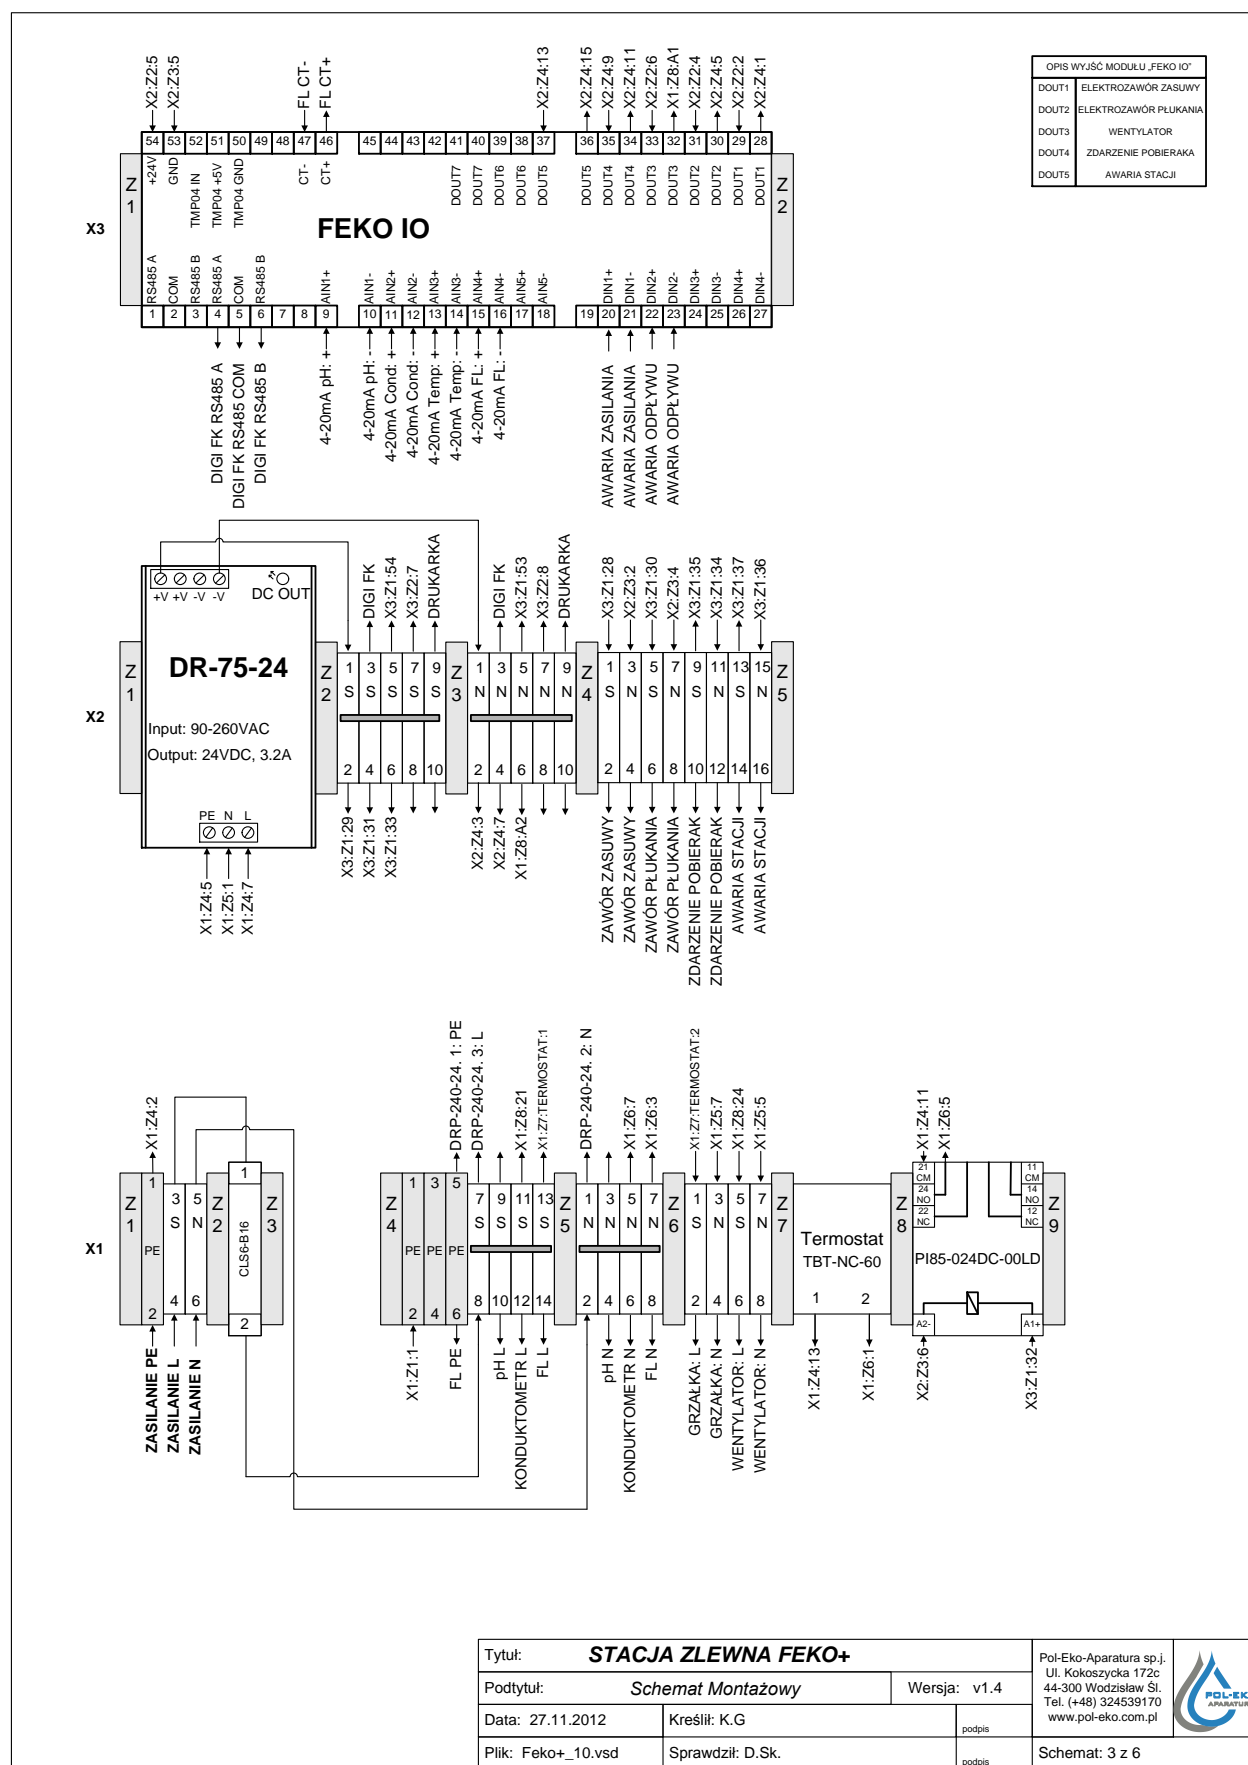 X2:Z2:5 X2:Z3:5 FL CT- FL CT+ X2:Z4:13 X2:Z4:15 X2:Z4:9 X2:Z4:11 X2:Z2:6 X1:Z8:A1 X2:Z2:4 X2:Z4:5 X2:Z2:2 X2:Z4:1
OPIS WYJŚĆ MODUŁU „FEKO IO”
DOUT1 ELEKTROZAWÓR ZASUWY
DOUT2 ELEKTROZAWÓR PŁUKANIA
DOUT3 WENTYLATOR
DOUT4 ZDARZENIE POBIERAKA
DOUT5 AWARIA STACJI
54 53 52 51 50 49 48 47 46 45 44 43 42 41 40 39 38 37 36 35 34 33 32 31 30 29 28
+24V GND TMP04 IN TMP04 +5V TMP04 GND CT- CT+ DOUT7 DOUT7 DOUT6 DOUT6 DOUT5 DOUT5 DOUT4 DOUT4 DOUT3 DOUT3 DOUT2 DOUT2 DOUT1 DOUT1
Z1 Z2
X3
FEKO IO
RS485 A COM RS485 B RS485 A COM RS485 B AIN1+ AIN1- AIN2+ AIN2- AIN3+ AIN3- AIN4+ AIN4- AIN5+ AIN5- DIN1+ DIN1- DIN2+ DIN2- DIN3+ DIN3- DIN4+ DIN4-
1 2 3 4 5 6 7 8 9 10 11 12 13 14 15 16 17 18 19 20 21 22 23 24 25 26 27
DIGI FK RS485 A
DIGI FK RS485 COM
DIGI FK RS485 B
4-20mA pH: +
4-20mA pH: -
4-20mA Cond: +
4-20mA Cond: -
4-20mA Temp: +
4-20mA Temp: -
4-20mA FL: +
4-20mA FL: -
AWARIA ZASILANIA
AWARIA ZASILANIA
AWARIA ODPŁYWU
AWARIA ODPŁYWU
DIGI FK X3:Z1:54 X3:Z2:7 DRUKARKA DIGI FK X3:Z1:53 X3:Z2:8 DRUKARKA X3:Z1:28 X2:Z3:2 X3:Z1:30 X2:Z3:4 X3:Z1:35 X3:Z1:34 X3:Z1:37 X3:Z1:36
+V +V -V -V DC OUT
X2
Z1 DR-75-24 Z2 Z3 Z4 Z5
1 3 5 7 9 1 3 5 7 9 1 3 5 7 9 11 13 15
S S S S S N N N N N S N S N S N S N
Input: 90-260VAC
Output: 24VDC, 3.2A
2 4 6 8 10 2 4 6 8 10 2 4 6 8 10 12 14 16
PE N L
X1:Z4:5 X1:Z5:1 X1:Z4:7
X3:Z1:29 X3:Z1:31 X3:Z1:33 X2:Z4:3 X2:Z4:7 X1:Z8:A2
ZAWÓR ZASUWY
ZAWÓR ZASUWY
ZAWÓR PŁUKANIA
ZAWÓR PŁUKANIA
ZDARZENIE POBIERAK
ZDARZENIE POBIERAK
AWARIA STACJI
AWARIA STACJI
X1:Z4:2 DRP-240-24. 1: PE DRP-240-24. 3: L X1:Z8:21 X1:Z7:TERMOSTAT:1 DRP-240-24. 2: N X1:Z6:7 X1:Z6:3 X1:Z7:TERMOSTAT:2 X1:Z5:7 X1:Z8:24 X1:Z5:5 X1:Z4:11 X1:Z6:5
X1
Z1 Z2 Z3 Z4 Z5 Z6 Z7 Z8 Z9
1 3 5 1 1 3 5 7 9 11 13 1 3 5 7 1 3 5 7
PE S N CLS6-B16 PE PE PE S S S S N N N N S N S N
21 CM 24 NO 22 NC 11 CM 14 NO 12 NC
Termostat
TBT-NC-60
PI85-024DC-00LD
2 4 6 2 2 4 6 8 10 12 14 2 4 6 8 2 4 6 8 1 2 A2- A1+
ZASILANIE PE
ZASILANIE L
ZASILANIE N
X1:Z1:1
FL PE
pH L
KONDUKTOMETR L
FL L
pH N
KONDUKTOMETR N
FL N
GRZAŁKA: L
GRZAŁKA: N
WENTYLATOR: L
WENTYLATOR: N
X1:Z4:13
X1:Z6:1
X2:Z3:6
X3:Z1:32
Tytuł: STACJA ZLEWNA FEKO+
Podtytuł: Schemat Montażowy Wersja: v1.4
Data: 27.11.2012 Kreślił: K.G podpis
Plik: Feko+_10.vsd Sprawdził: D.Sk. podpis
Pol-Eko-Aparatura sp.j.
Ul. Kokoszycka 172c
44-300 Wodzisław Śl.
Tel. (+48) 324539170
www.pol-eko.com.pl
POL-EK
APARATUR
Schemat: 3 z 6